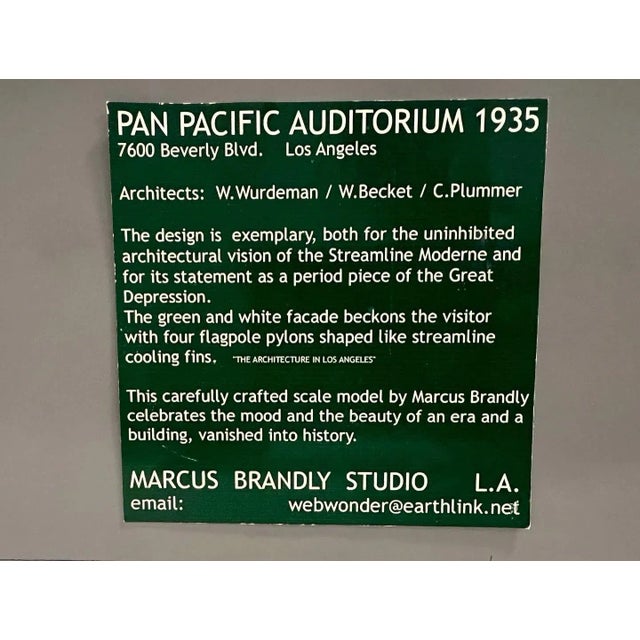 PAN PACIFIC AUDITORIUM 1935
7600 Beverly Blvd. Los Angeles
Architects: W.Wurdeman / W.Becket / C.Plummer
The design is exemplary, both for the uninhibited
architectural vision of the Streamline Moderne and
for its statement as a period piece of the Great
Depression.
The green and white facade beckons the visitor
with four flagpole pylons shaped like streamline
cooling fins. "THE ARCHITECTURE IN LOS ANGELES"
This carefully crafted scale model by Marcus Brandly
celebrates the mood and the beauty of an era and a
building, vanished into history.
MARCUS BRANDLY STUDIO L.A.
email: webwonder@earthlink.net